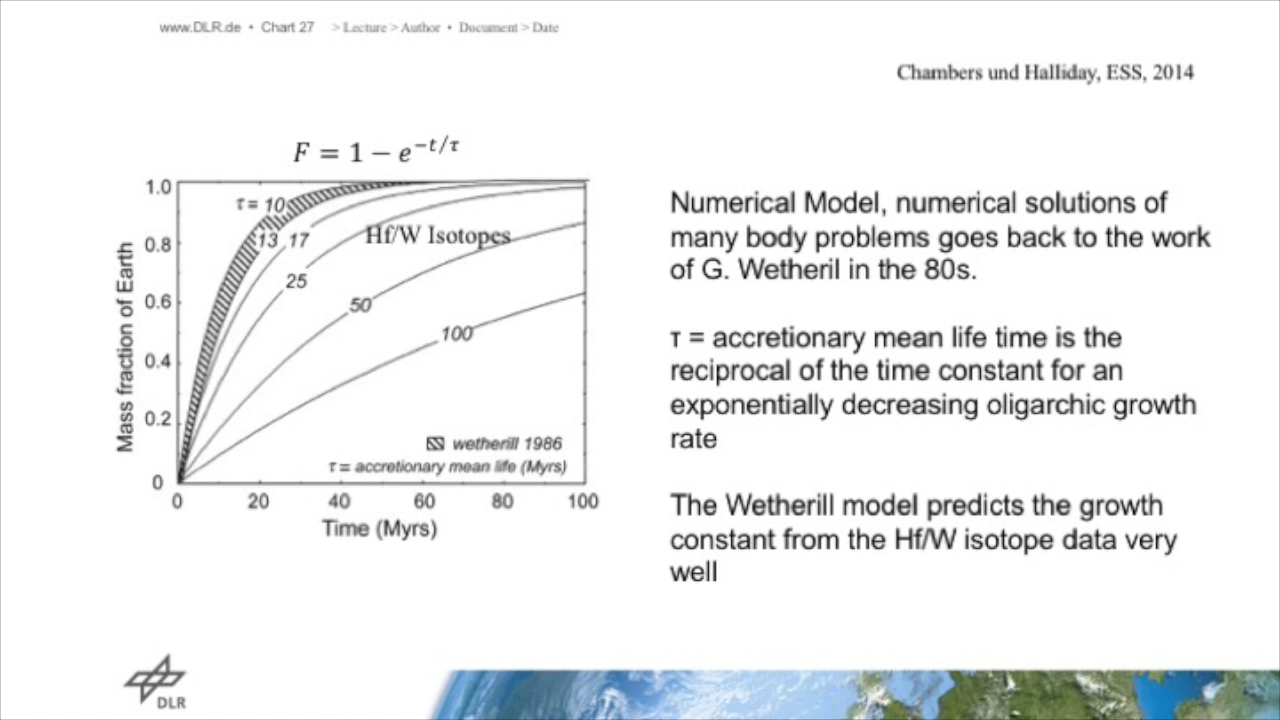 www.DLR.de • Chart 27 > Lecture > Author • Document > Date
Chambers und Halliday, ESS, 2014
F = 1 − e^{−t/τ}
1.0
0.8
0.6
0.4
0.2
0
Mass fraction of Earth
τ= 10
13 17
Hf/W Isotopes
25
50
100
wetherill 1986
τ = accretionary mean life (Myrs)
0 20 40 60 80 100
Time (Myrs)
Numerical Model, numerical solutions of
many body problems goes back to the work
of G. Wetheril in the 80s.
τ = accretionary mean life time is the
reciprocal of the time constant for an
exponentially decreasing oligarchic growth
rate
The Wetherill model predicts the growth
constant from the Hf/W isotope data very
well
DLR